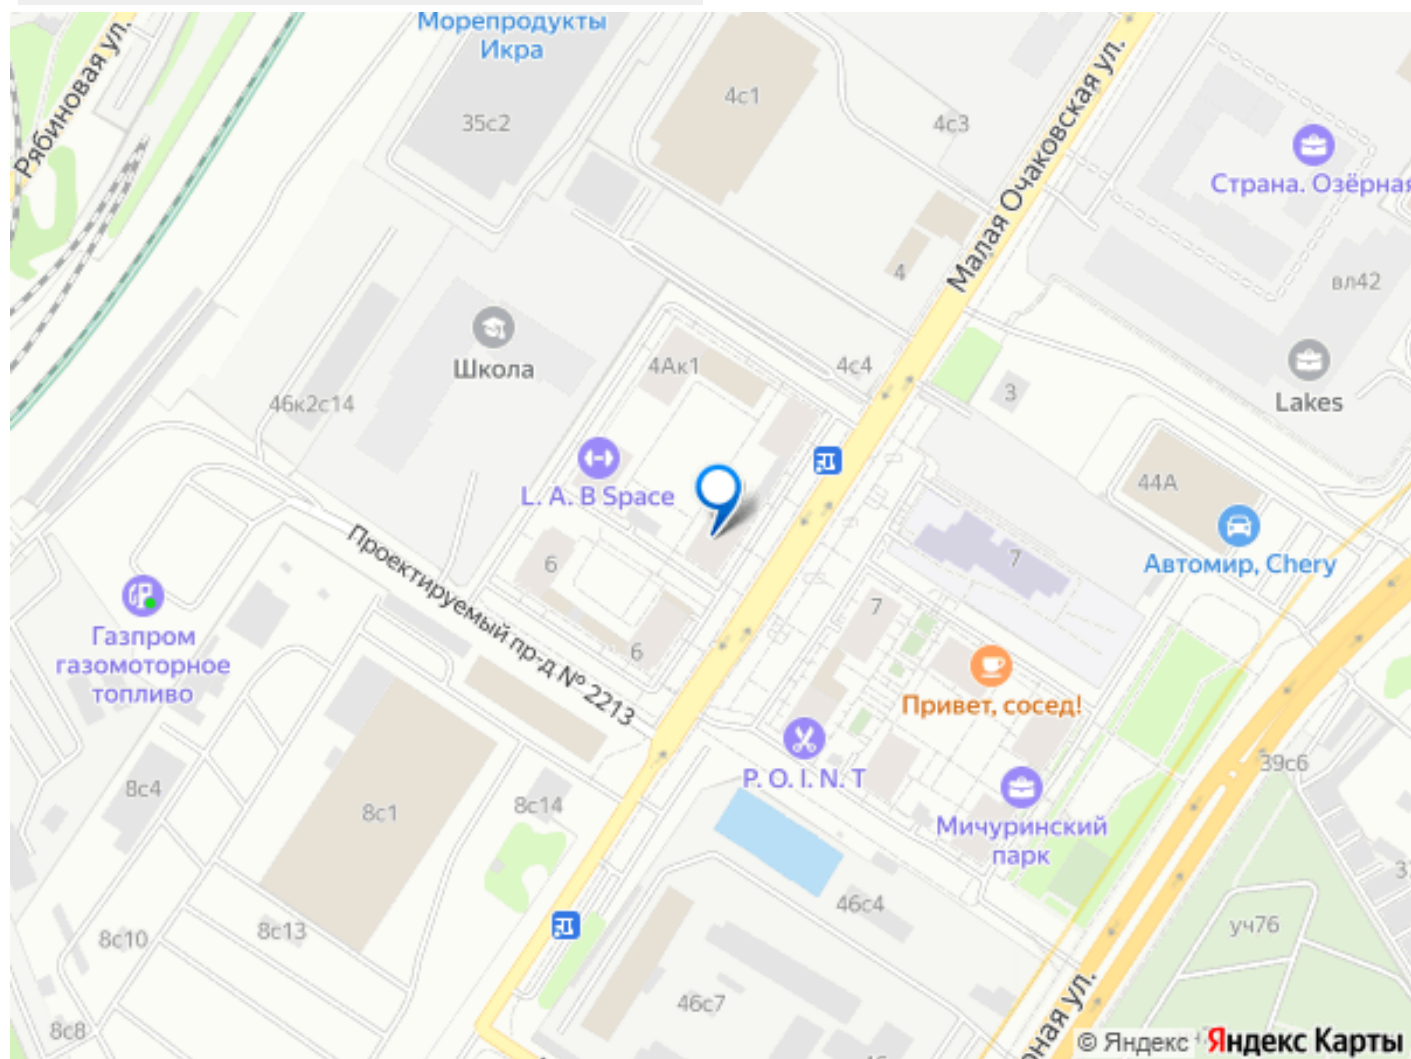 Морепродукты
Икра
Рябиновая ул.
35с2
4с1
4с3
Малая Очаковская ул.
Страна. Озёрная
4
вл42
Школа
4Ак1
4с4
3
Lakes
46к2с14
L. A. B Space
44А
Автомир, Chery
Проектируемый пр-д № 2213
6
7
7
6
Газпром
газомоторное
топливо
Привет, сосед!
P. O. I. N. T
39с6
8с4
8с1
8с14
Мичуринский
парк
46с4
уч76
8с10
8с13
46с7
8с8
ная ул.
© Яндекс
Яндекс Карты